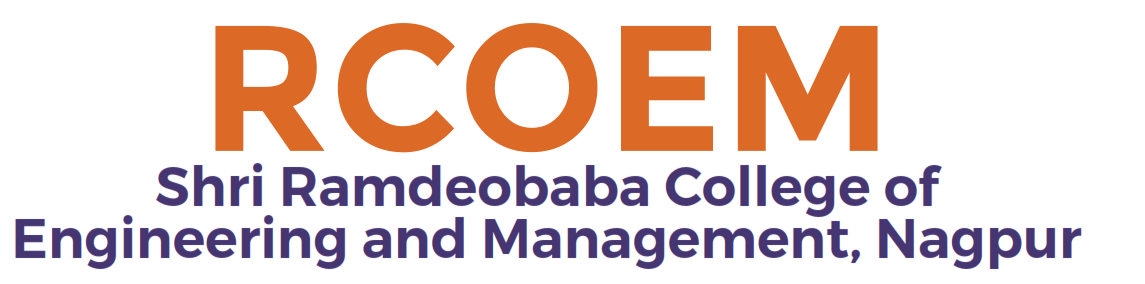 RCOEM
Shri Ramdeobaba College of
Engineering and Management, Nagpur